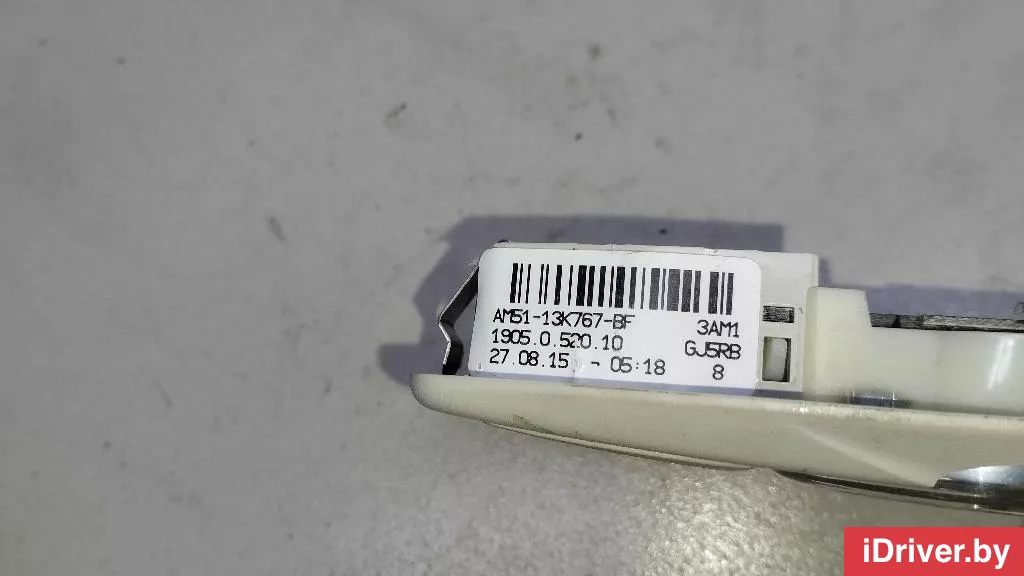 AM51-13K767-BF 3AM1
1905.0.520.10 GJ5RB
27.08.15 - 05:18 8
iDriver.by